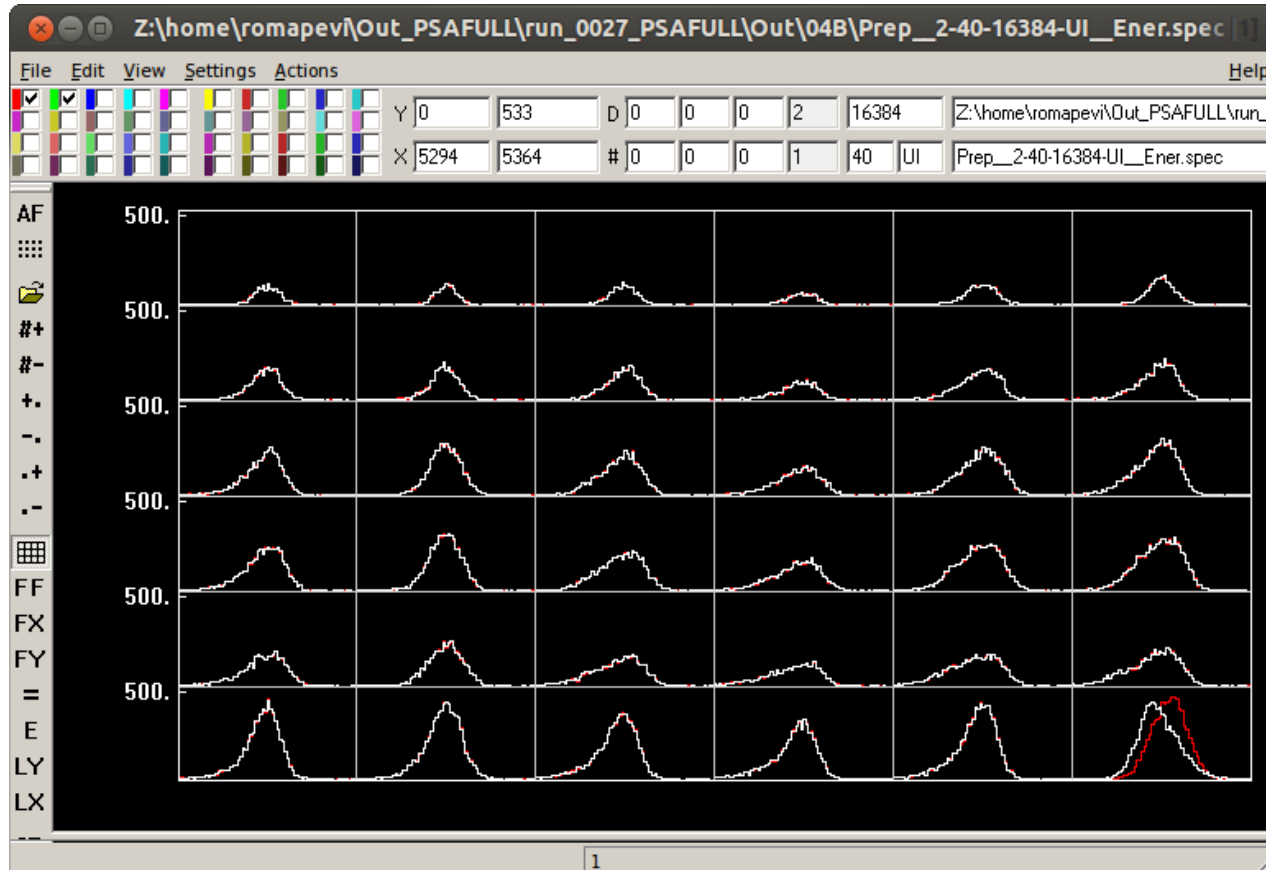 Z:\home\romapevi\Out_PSAFULL\run_0027_PSAFULL\Out\04B\Prep__2-40-16384-UI__Ener.spec [1]
File Edit View Settings Actions Help
Y 0 533 D 0 0 0 2 16384 Z:\home\romapevi\Out_PSAFULL\run_
X 5294 5364 # 0 0 0 1 40 UI Prep__2-40-16384-UI__Ener.spec
AF
#+
#-
+.
-.
.+
.-
FF
FX
FY
=
E
LY
LX
500.
500.
500.
500.
500.
500.
1